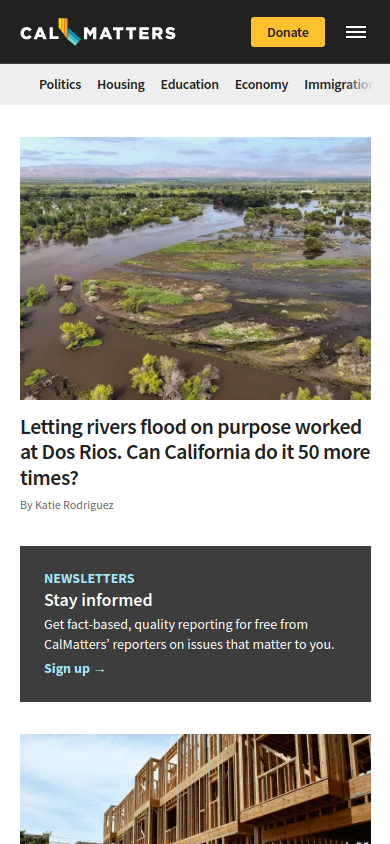 CALMATTERS
Donate
Politics Housing Education Economy Immigration
Letting rivers flood on purpose worked
at Dos Rios. Can California do it 50 more
times?
By Katie Rodriguez
NEWSLETTERS
Stay informed
Get fact-based, quality reporting for free from
CalMatters’ reporters on issues that matter to you.
Sign up →